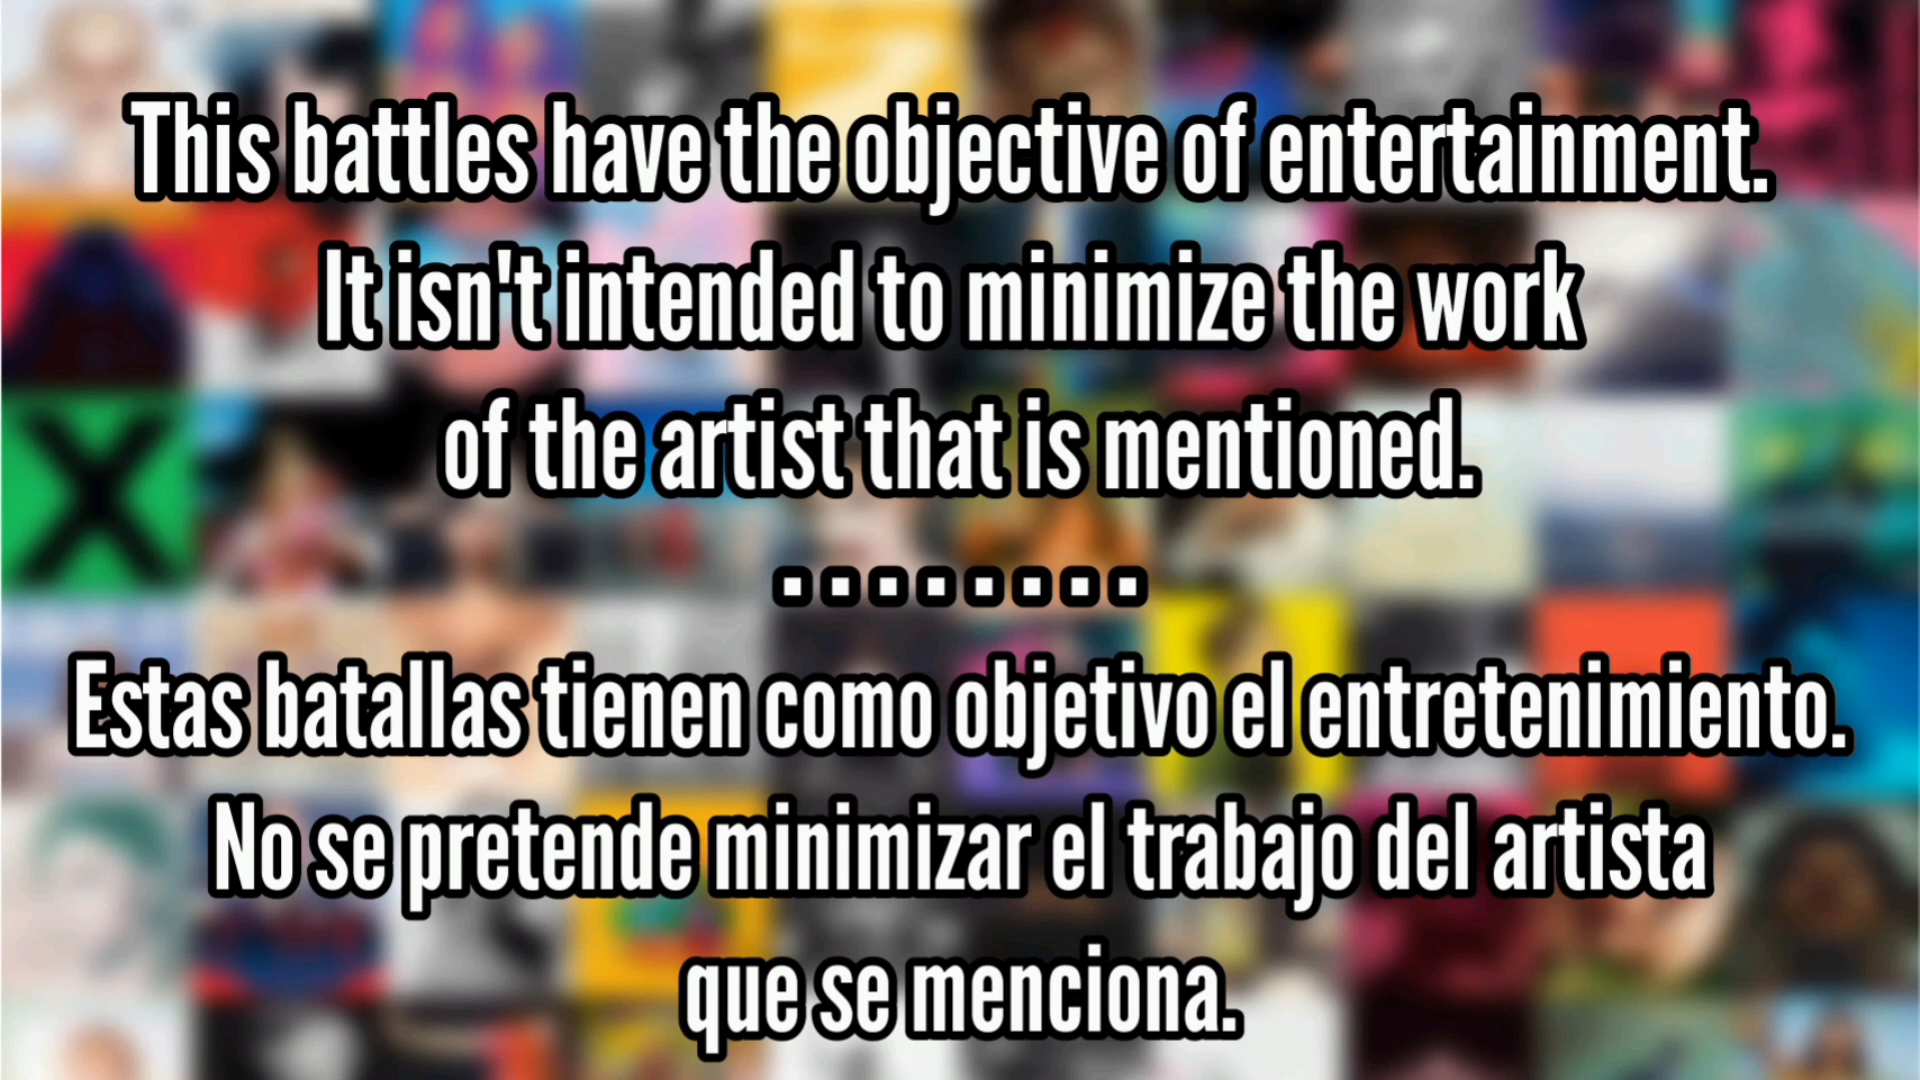 This battles have the objective of entertainment.
It isn't intended to minimize the work
of the artist that is mentioned.
........
Estas batallas tienen como objetivo el entretenimiento.
No se pretende minimizar el trabajo del artista
que se menciona.